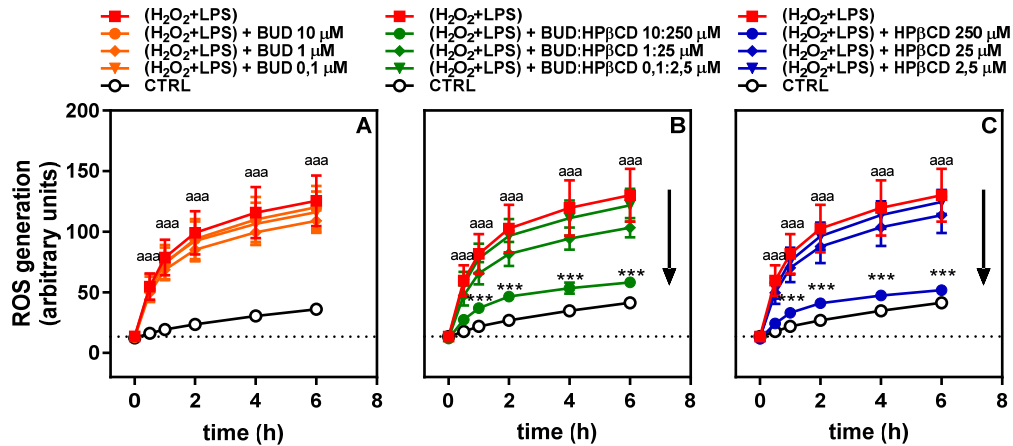 (H₂O₂+LPS)
(H₂O₂+LPS) + BUD 10 μM
(H₂O₂+LPS) + BUD 1 μM
(H₂O₂+LPS) + BUD 0,1 μM
CTRL
(H₂O₂+LPS)
(H₂O₂+LPS) + BUD:HPβCD 10:250 μM
(H₂O₂+LPS) + BUD:HPβCD 1:25 μM
(H₂O₂+LPS) + BUD:HPβCD 0,1:2,5 μM
CTRL
(H₂O₂+LPS)
(H₂O₂+LPS) + HPβCD 250 μM
(H₂O₂+LPS) + HPβCD 25 μM
(H₂O₂+LPS) + HPβCD 2,5 μM
CTRL
ROS generation
(arbitrary units)
200
150
100
50
0
A
aaa
aaa
aaa
aaa
aaa
0 2 4 6 8
time (h)
B
aaa
aaa
aaa
aaa
aaa
***
***
***
***
0 2 4 6 8
time (h)
C
aaa
aaa
aaa
aaa
aaa
***
***
***
***
0 2 4 6 8
time (h)